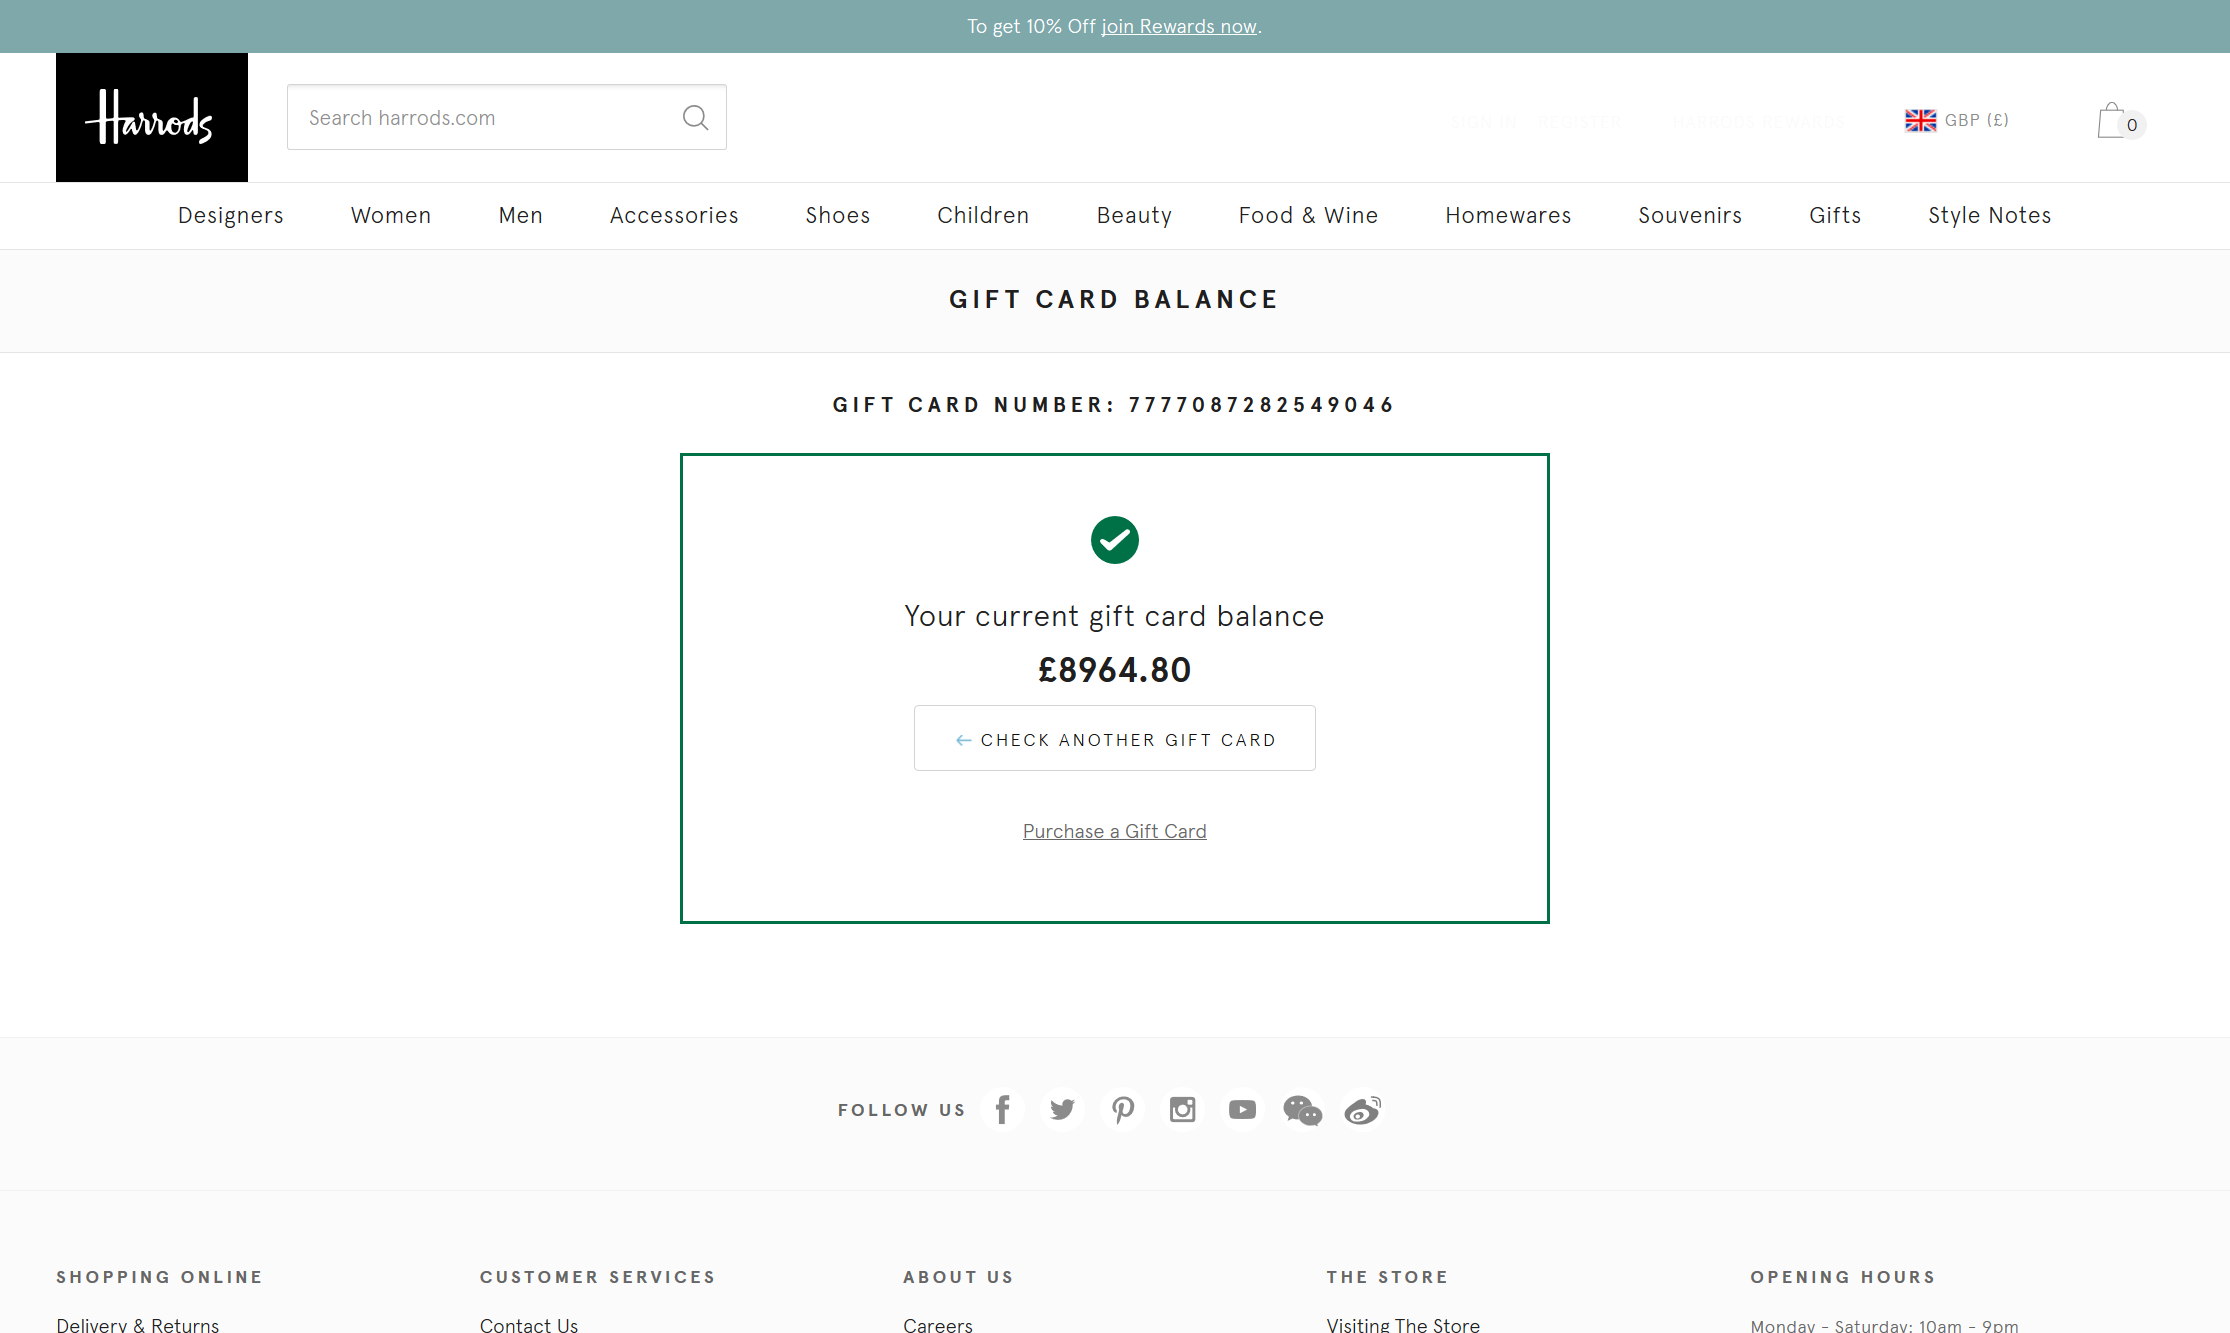 To get 10% Off join Rewards now.
Harrods
Search harrods.com
SIGN IN REGISTER HARRODS REWARDS
GBP (£)
0
Designers Women Men Accessories Shoes Children Beauty Food & Wine Homewares Souvenirs Gifts Style Notes
GIFT CARD BALANCE
GIFT CARD NUMBER: 7777087282549046
Your current gift card balance
£8964.80
← CHECK ANOTHER GIFT CARD
Purchase a Gift Card
FOLLOW US
SHOPPING ONLINE CUSTOMER SERVICES ABOUT US THE STORE OPENING HOURS
Delivery & Returns Contact Us Careers Visiting The Store Monday - Saturday: 10am - 9pm